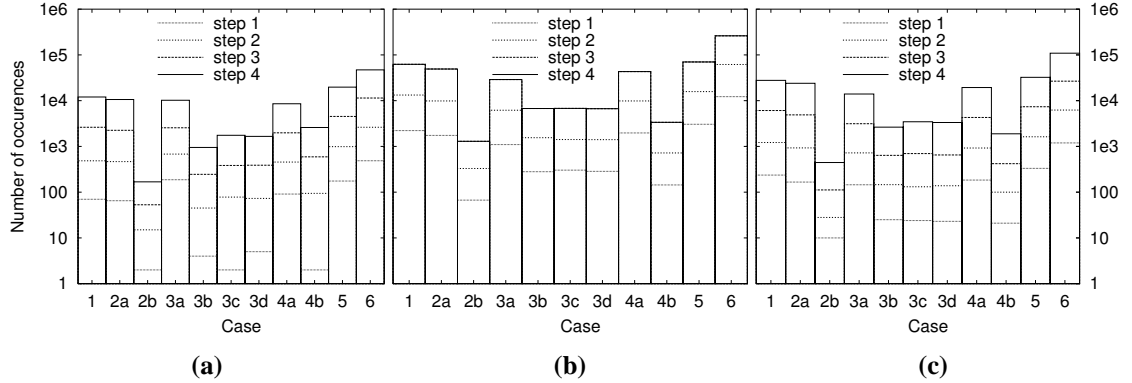 Number of occurences
1e6
1e5
1e4
1e3
100
10
1
step 1
step 2
step 3
step 4
1 2a 2b 3a 3b 3c 3d 4a 4b 5 6
Case
(a)
step 1
step 2
step 3
step 4
1 2a 2b 3a 3b 3c 3d 4a 4b 5 6
Case
(b)
step 1
step 2
step 3
step 4
1 2a 2b 3a 3b 3c 3d 4a 4b 5 6
Case
(c)
1e6
1e5
1e4
1e3
100
10
1